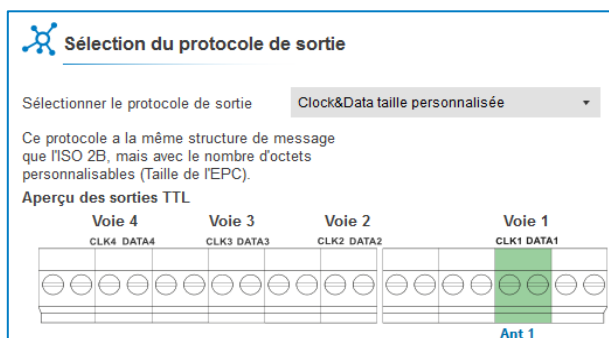 Sélection du protocole de sortie
Sélectionner le protocole de sortie Clock&Data taille personnalisée
Ce protocole a la même structure de message
que l'ISO 2B, mais avec le nombre d'octets
personnalisables (Taille de l'EPC).
Aperçu des sorties TTL
Voie 4 Voie 3 Voie 2 Voie 1
CLK4 DATA4 CLK3 DATA3 CLK2 DATA2 CLK1 DATA1
Ant 1